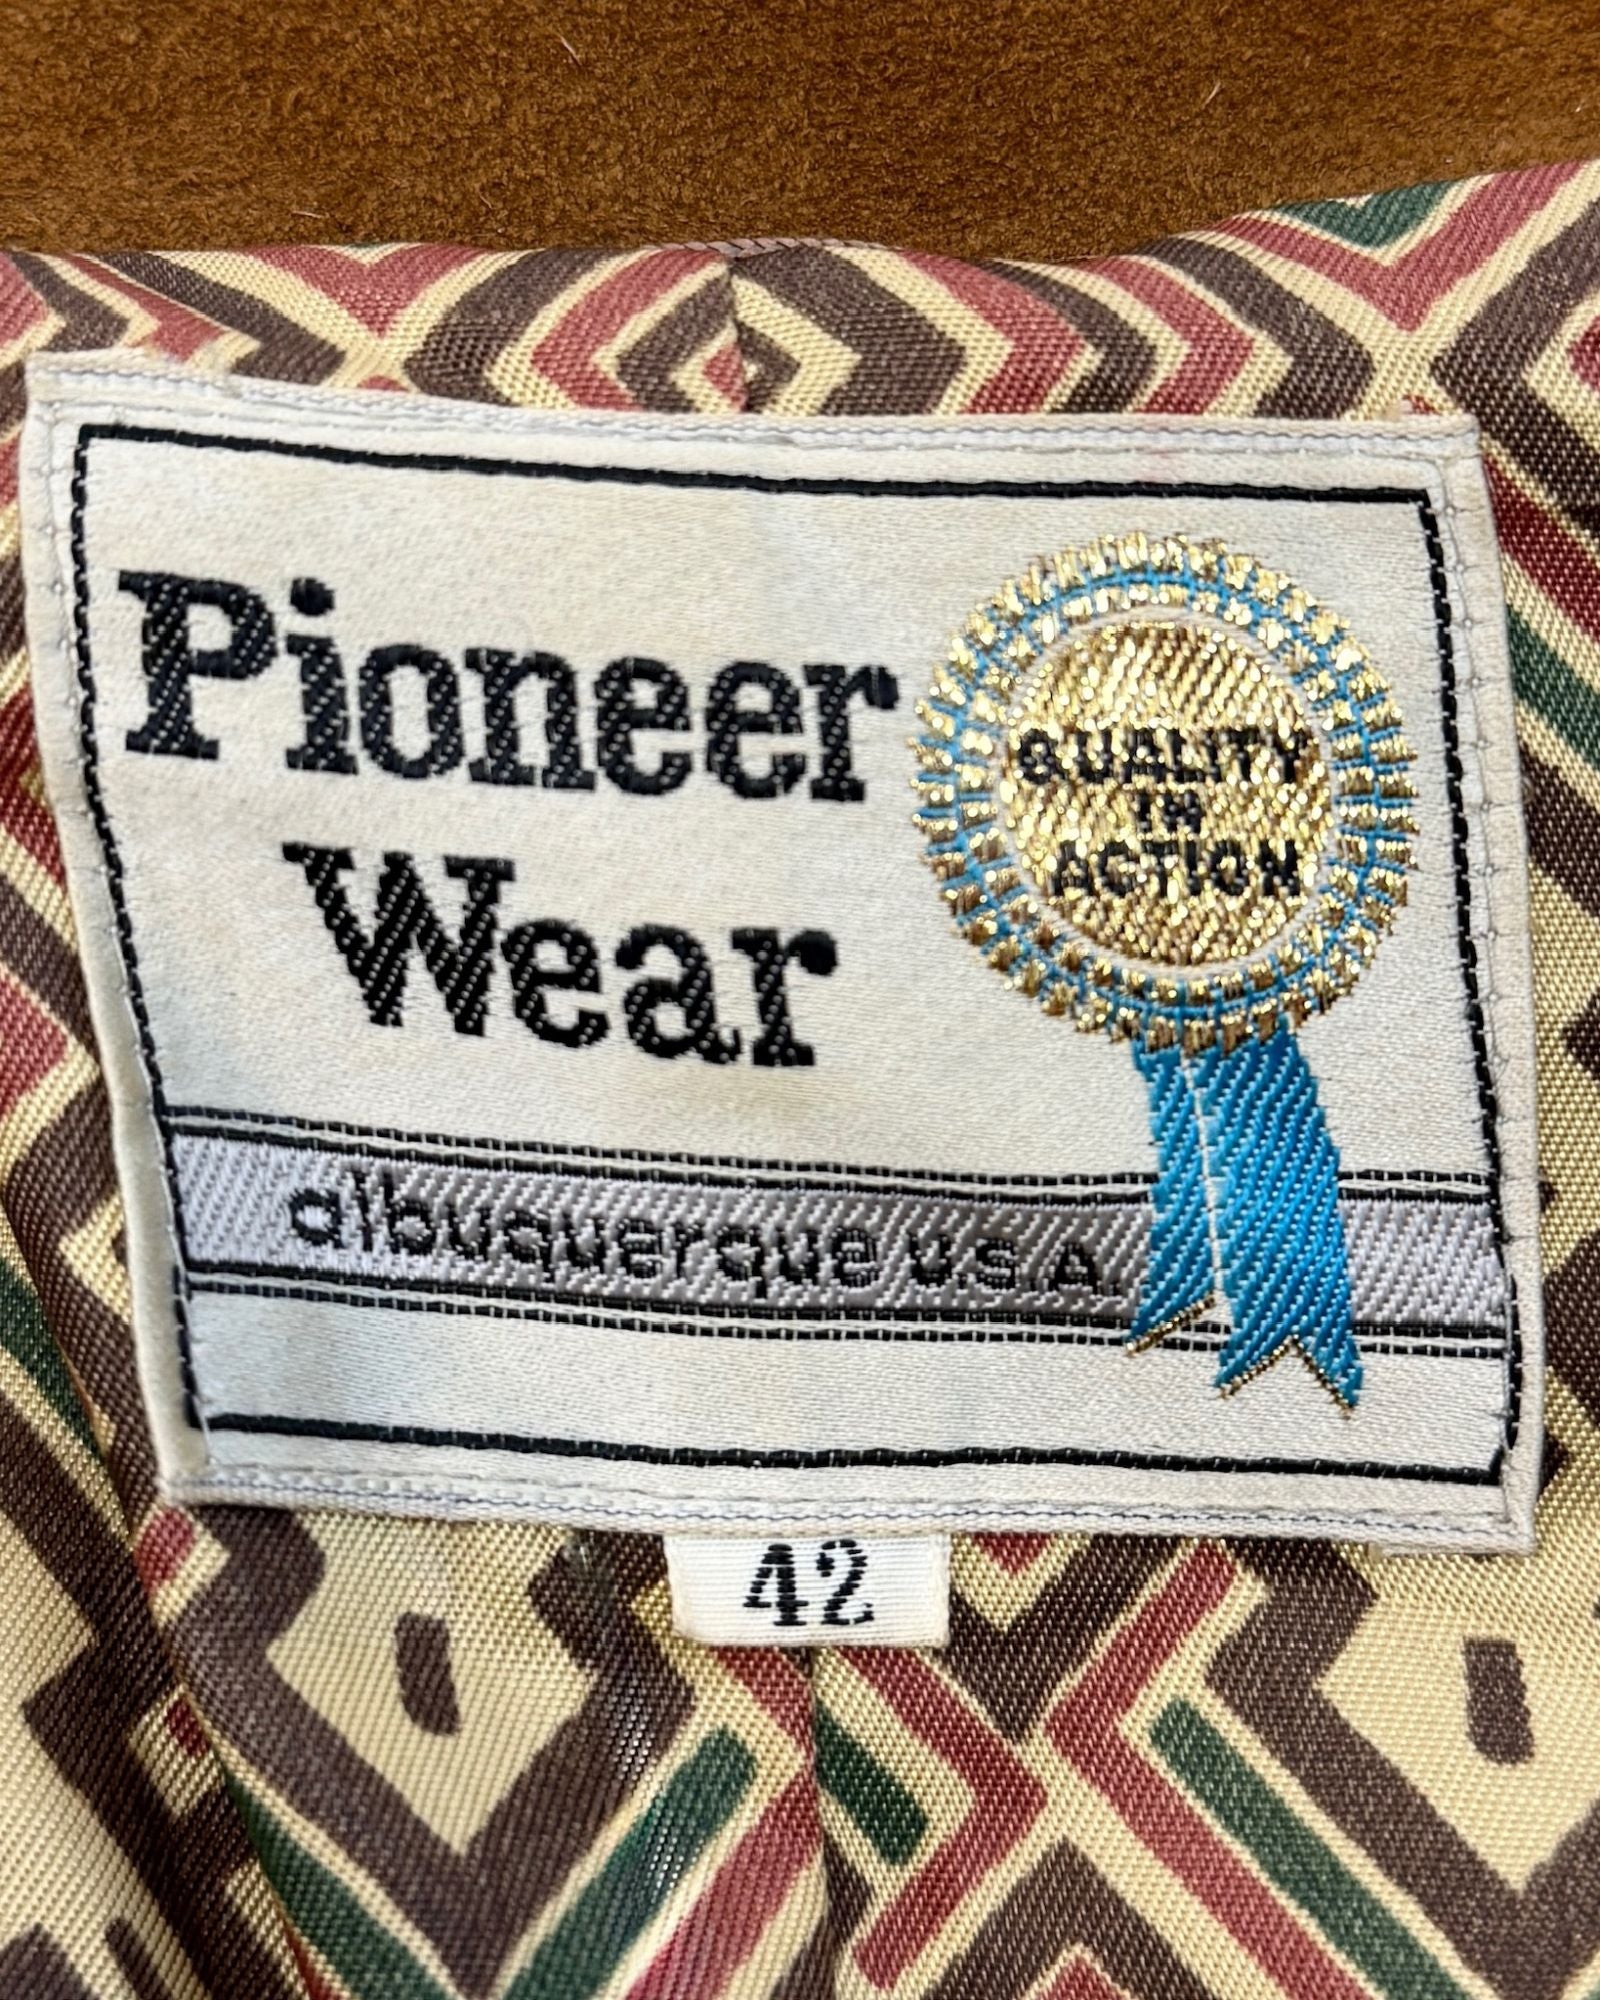 Pioneer
Wear
QUALITY
IN
ACTION
albuquerque U.S.A.
42